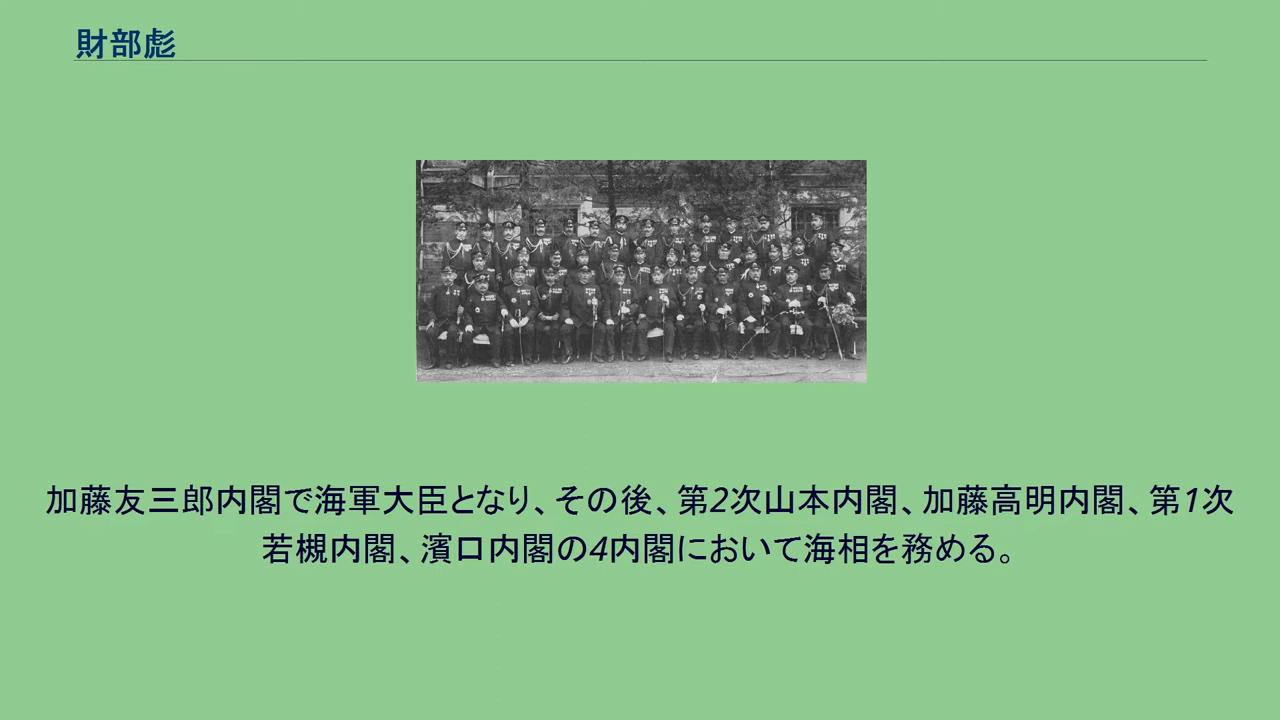 財部彪
加藤友三郎内閣で海軍大臣となり、その後、第2次山本内閣、加藤高明内閣、第1次
若槻内閣、濱口内閣の4内閣において海相を務める。